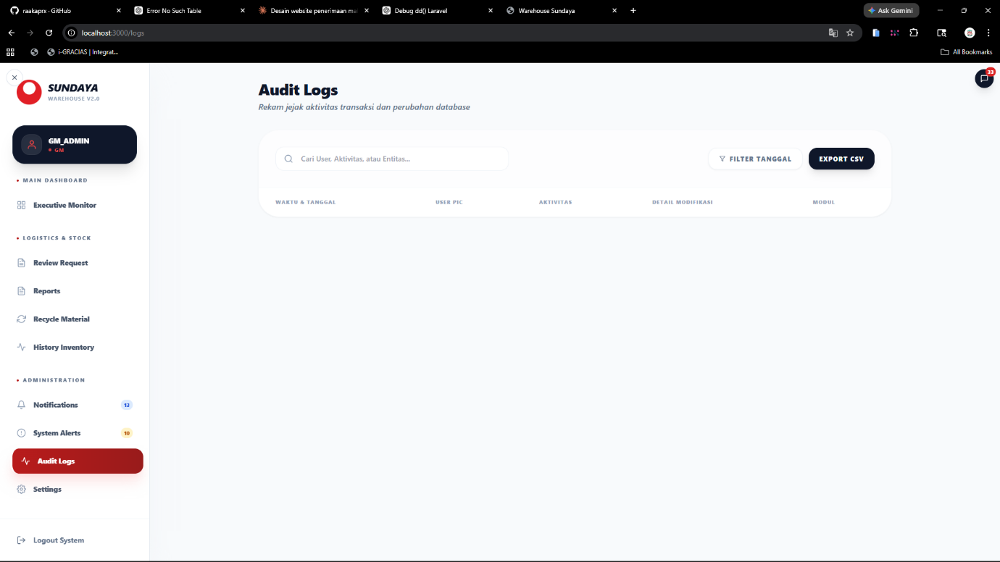 raakaprx · GitHub
Error No Such Table
Desain website penerimaan ma
Debug dd() Laravel
Warehouse Sundaya
Ask Gemini
localhost:3000/logs
i-GRACIAS | Integrat...
All Bookmarks
SUNDAYA
WAREHOUSE V2.0
GM_ADMIN
GM
MAIN DASHBOARD
Executive Monitor
LOGISTICS & STOCK
Review Request
Reports
Recycle Material
History Inventory
ADMINISTRATION
Notifications 13
System Alerts 10
Audit Logs
Settings
Logout System
33
Audit Logs
Rekam jejak aktivitas transaksi dan perubahan database
Cari User, Aktivitas, atau Entitas...
FILTER TANGGAL
EXPORT CSV
WAKTU & TANGGAL USER PIC AKTIVITAS DETAIL MODIFIKASI MODUL